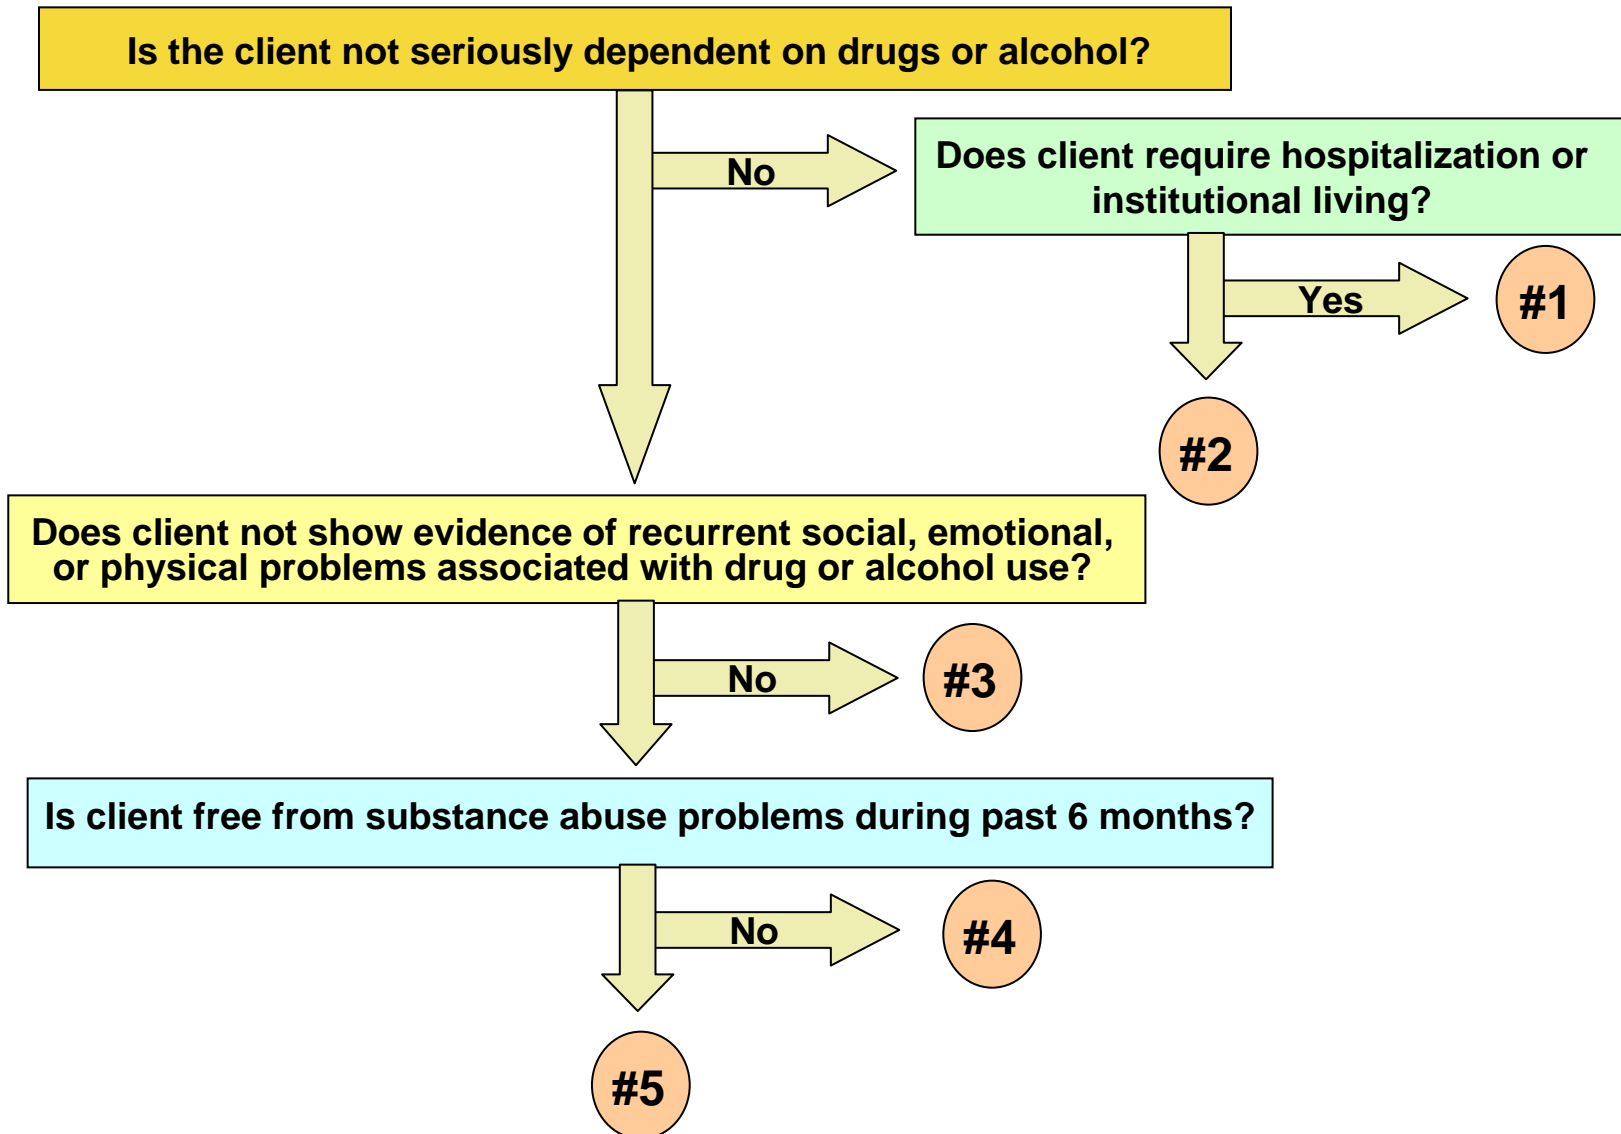 Is the client not seriously dependent on drugs or alcohol?
No
Does client require hospitalization or
institutional living?
Yes
#1
#2
Does client not show evidence of recurrent social, emotional,
or physical problems associated with drug or alcohol use?
No
#3
Is client free from substance abuse problems during past 6 months?
No
#4
#5